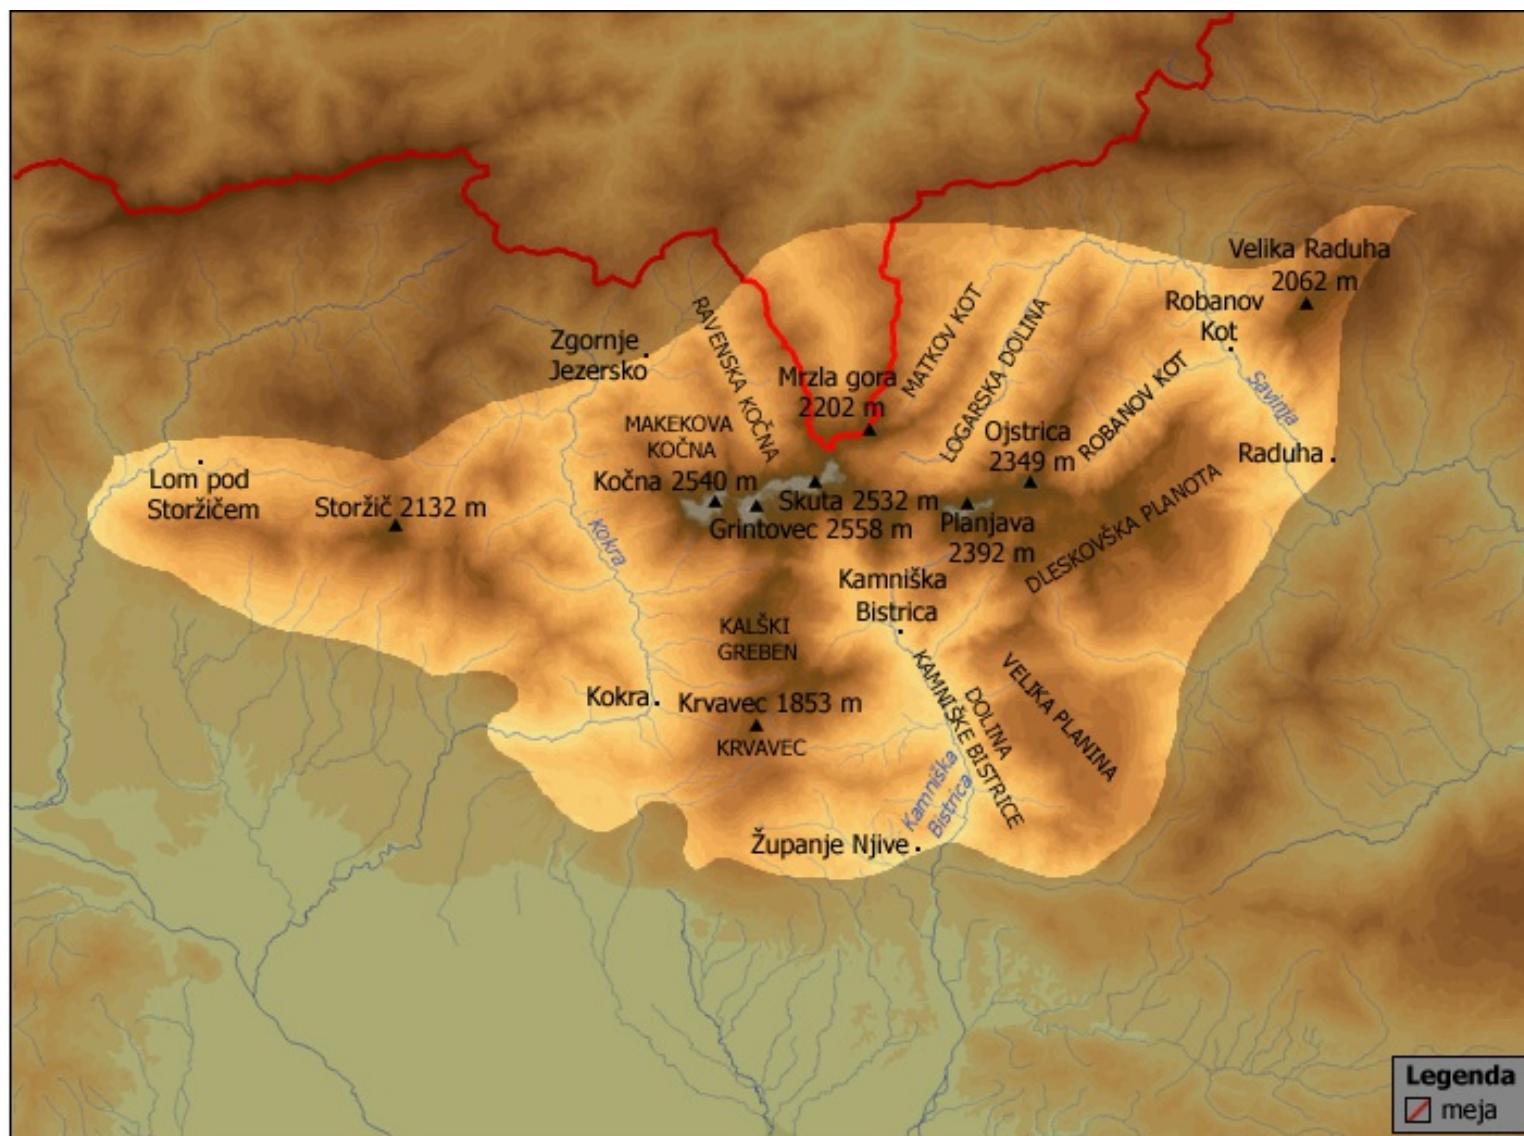 Velika Raduha
2062 m
Robanov
Kot
RAVENSKA KOČNA
MATKOV KOT
LOGARSKA DOLINA
ROBANOV KOT
Savinja
Zgornje
Jezersko
Mrzla gora
2202 m
MAKEKOVA
KOČNA
Ojstrica
2349 m
Raduha
Lom pod
Storžičem
Storžič 2132 m
Kočna 2540 m
Skuta 2532 m
Grintovec 2558 m
Planjava
2392 m
DLESKOVŠKA PLANOTA
Kokra
Kamniška
Bistrica
KALŠKI
GREBEN
KAMNIŠKE BISTRICE
DOLINA
VELIKA PLANINA
Kokra
Krvavec 1853 m
KRVAVEC
Kamniška
Bistrica
Županje Njive
Legenda
meja